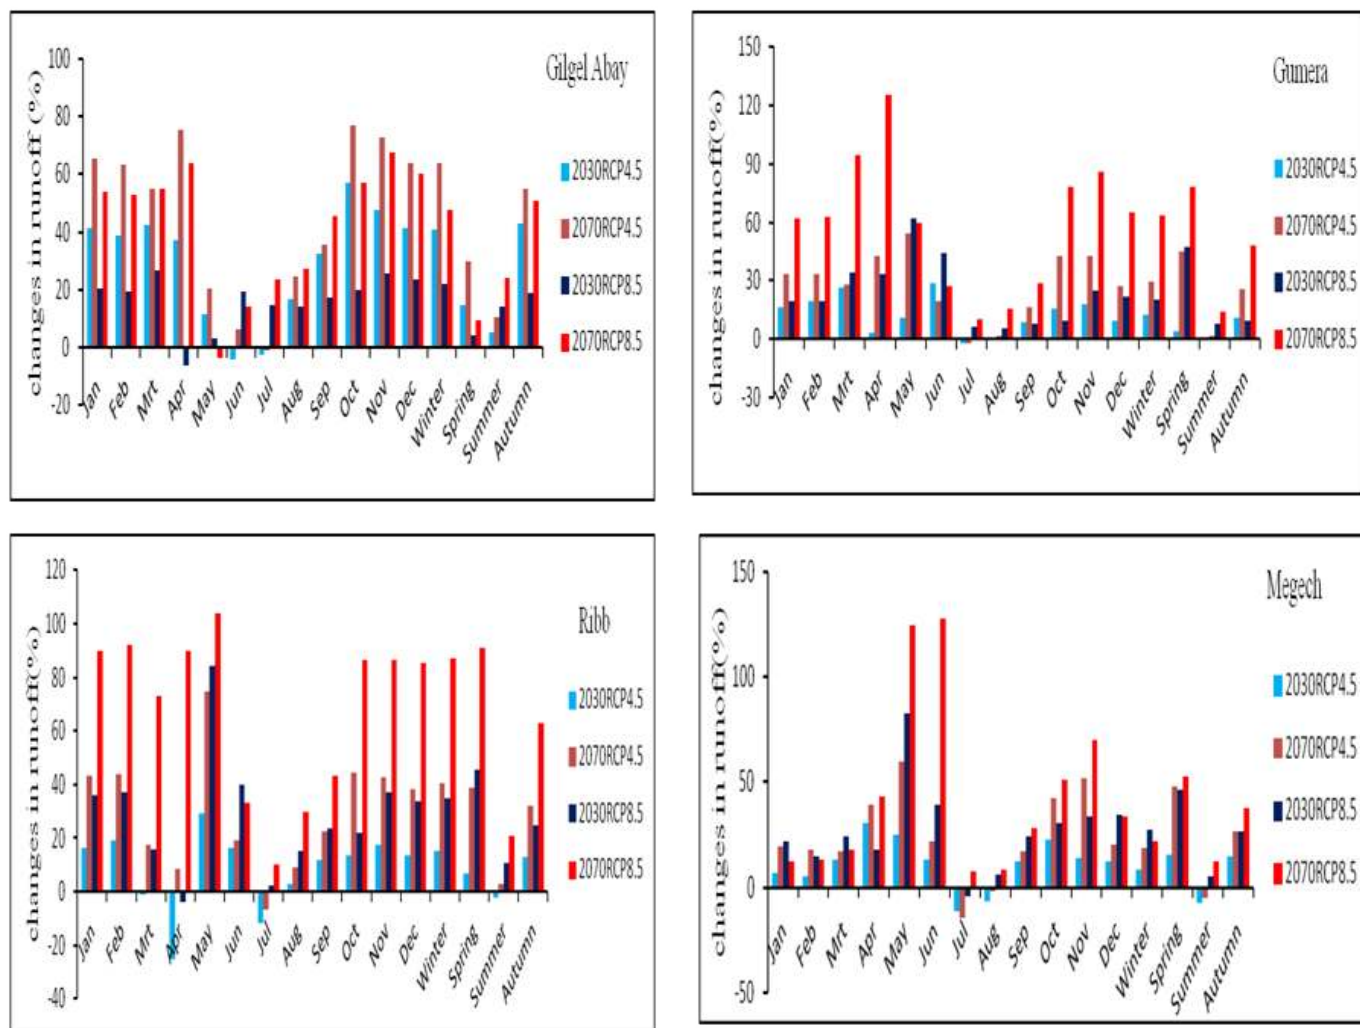 Gilgel Abay
changes in runoff (%)
100
80
60
40
20
0
-20
Jan
Feb
Mrt
Apr
May
Jun
Jul
Aug
Sep
Oct
Nov
Dec
Winter
Spring
Summer
Autumn
2030RCP4.5
2070RCP4.5
2030RCP8.5
2070RCP8.5
Gumera
changes in runoff(%)
150
120
90
60
30
0
-30
Jan
Feb
Mrt
Apr
May
Jun
Jul
Aug
Sep
Oct
Nov
Dec
Winter
Spring
Summer
Autumn
2030RCP4.5
2070RCP4.5
2030RCP8.5
2070RCP8.5
Ribb
changes in runoff(%)
120
100
80
60
40
20
0
-20
-40
Jan
Feb
Mrt
Apr
May
Jun
Jul
Aug
Sep
Oct
Nov
Dec
Winter
Spring
Summer
Autumn
2030RCP4.5
2070RCP4.5
2030RCP8.5
2070RCP8.5
Megech
changes in runoff(%)
150
100
50
0
-50
Jan
Feb
Mrt
Apr
May
Jun
Jul
Aug
Sep
Oct
Nov
Dec
Winter
Spring
Summer
Autumn
2030RCP4.5
2070RCP4.5
2030RCP8.5
2070RCP8.5